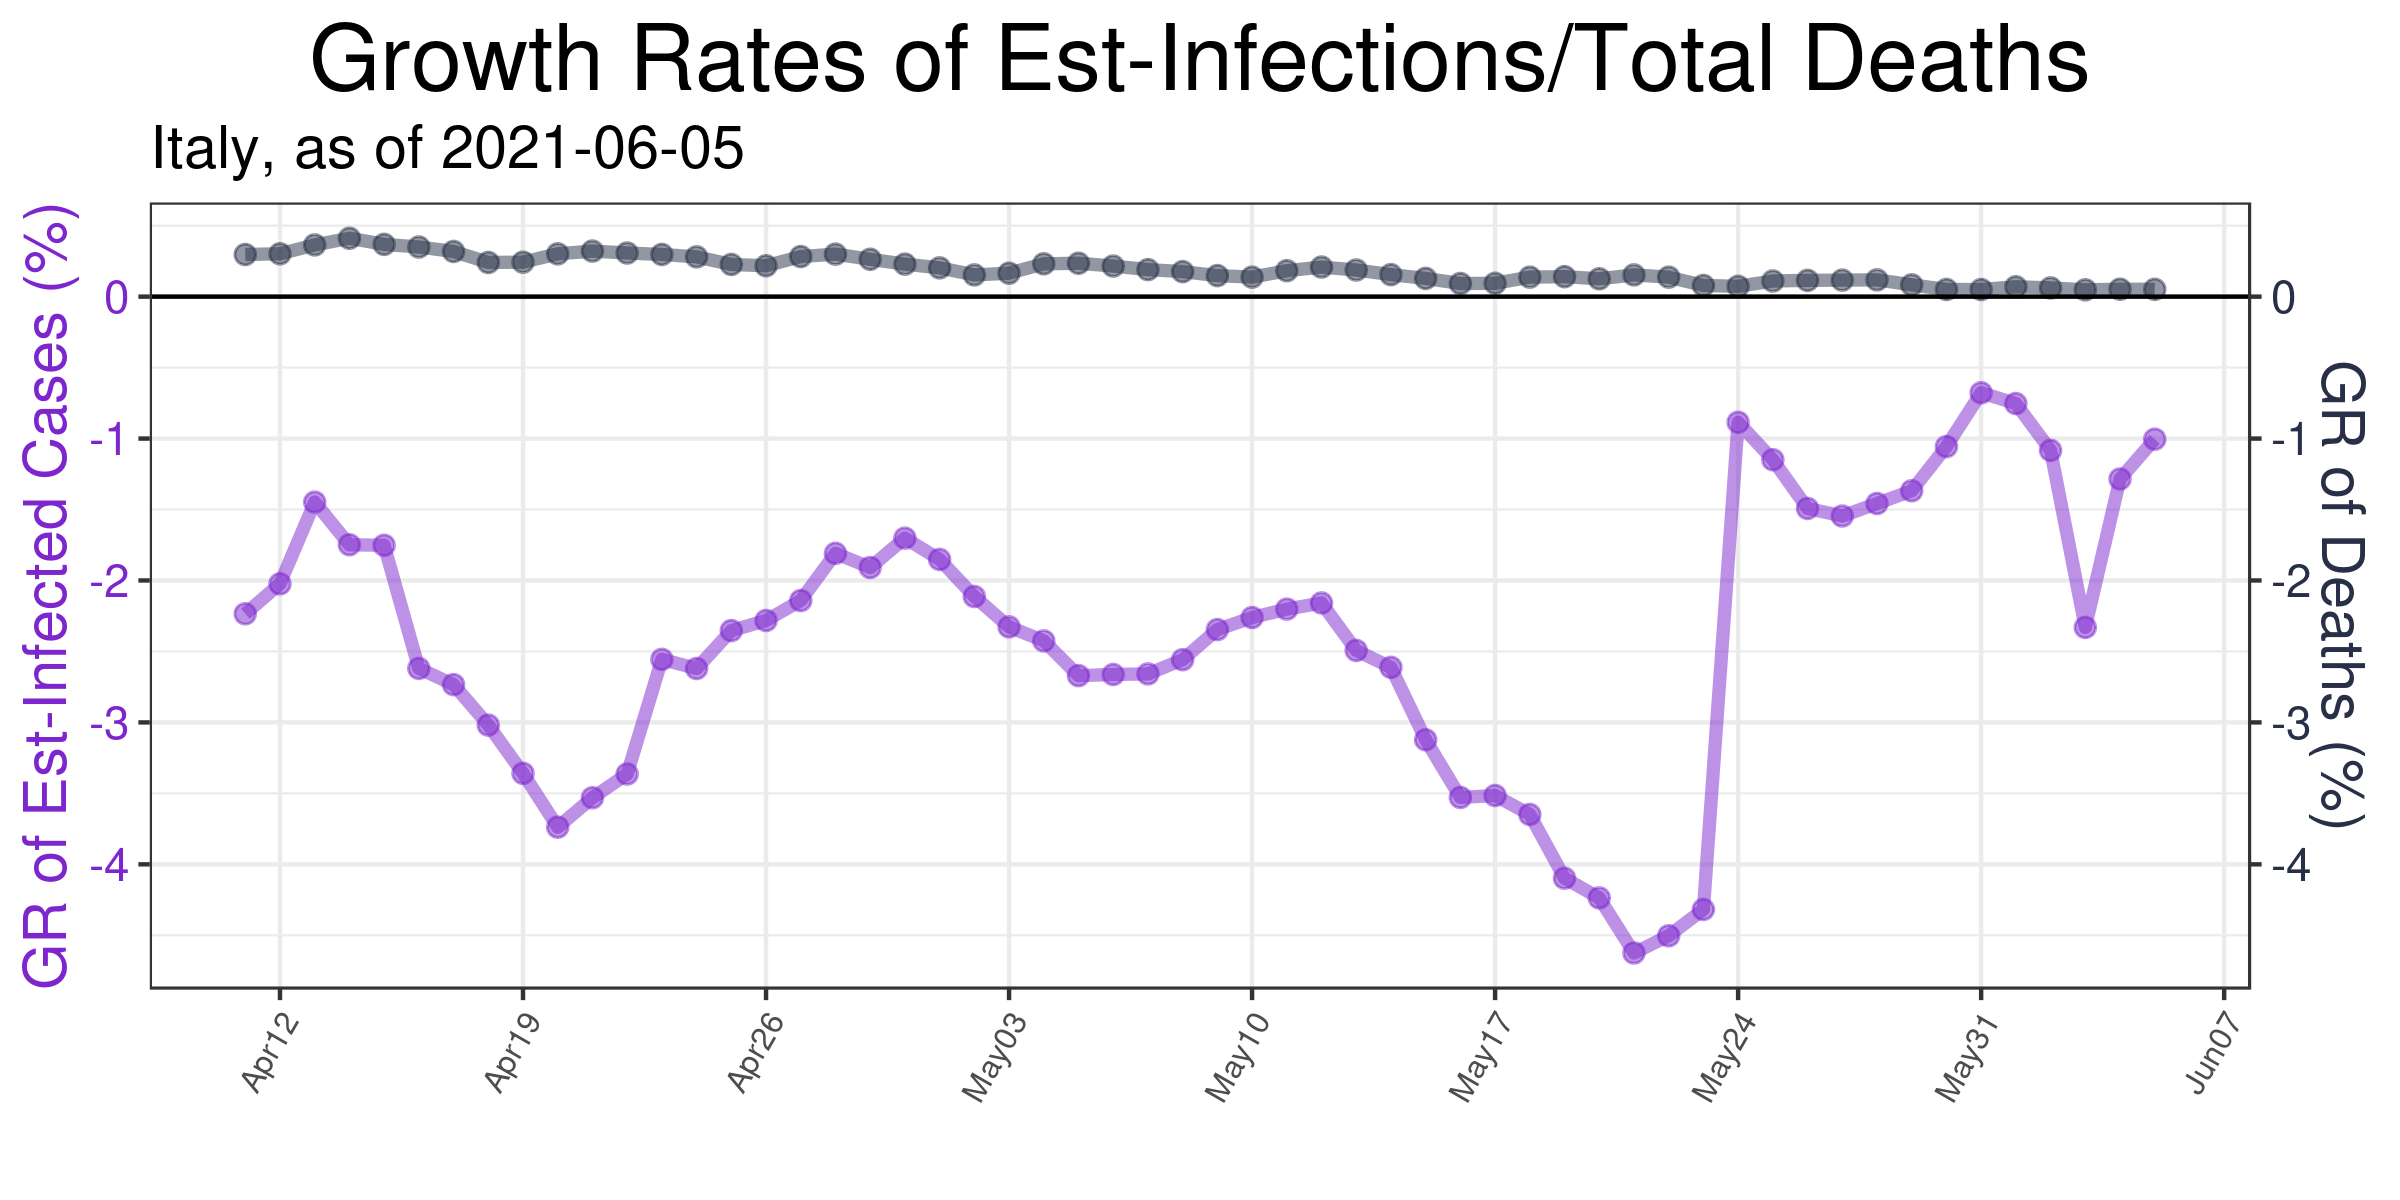 Growth Rates of Est-Infections/Total Deaths
Italy, as of 2021-06-05
GR of Est-Infected Cases (%)
0
-1
-2
-3
-4
0
-1
-2
-3
-4
GR of Deaths (%)
Apr12
Apr19
Apr26
May03
May10
May17
May24
May31
Jun07